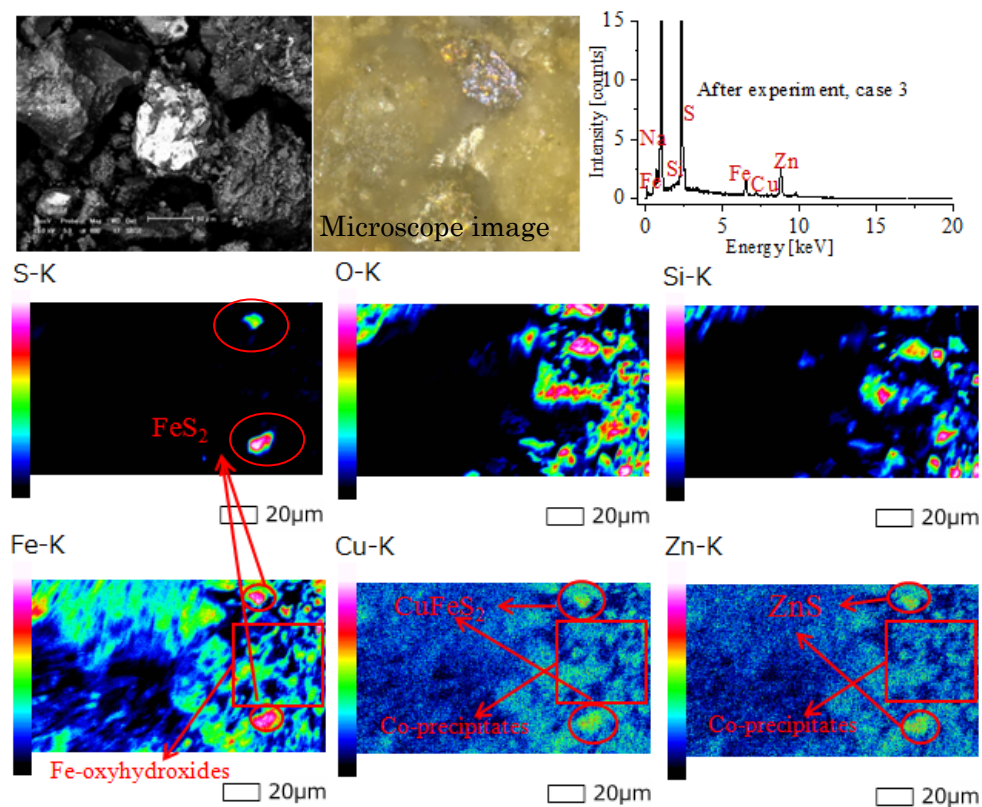 Microscope image
15
10
5
0
Intensity [counts]
After experiment, case 3
Na
S
Fe
Si
Fe
Cu
Zn
0 5 10 15 20
Energy [keV]
S-K
O-K
Si-K
FeS₂
20μm
20μm
20μm
Fe-K
Cu-K
Zn-K
CuFeS₂
ZnS
Co-precipitates
Co-precipitates
Fe-oxyhydroxides
20μm
20μm
20μm